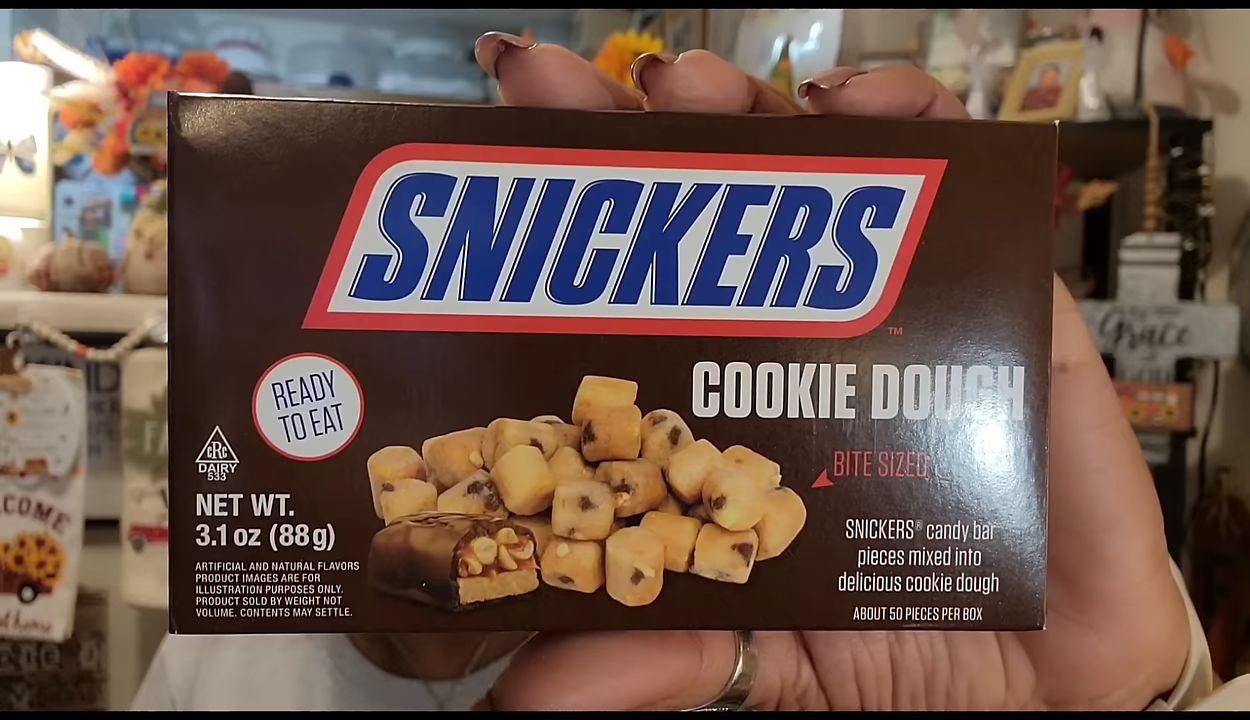 SNICKERS
™
COOKIE DOUGH
READY
TO EAT
BITE SIZED
cRc
DAIRY
533
NET WT.
3.1 oz (88g)
SNICKERS® candy bar
pieces mixed into
delicious cookie dough
ARTIFICIAL AND NATURAL FLAVORS
PRODUCT IMAGES ARE FOR
ILLUSTRATION PURPOSES ONLY.
PRODUCT SOLD BY WEIGHT NOT
VOLUME. CONTENTS MAY SETTLE.
ABOUT 50 PIECES PER BOX
Grace
LCOME